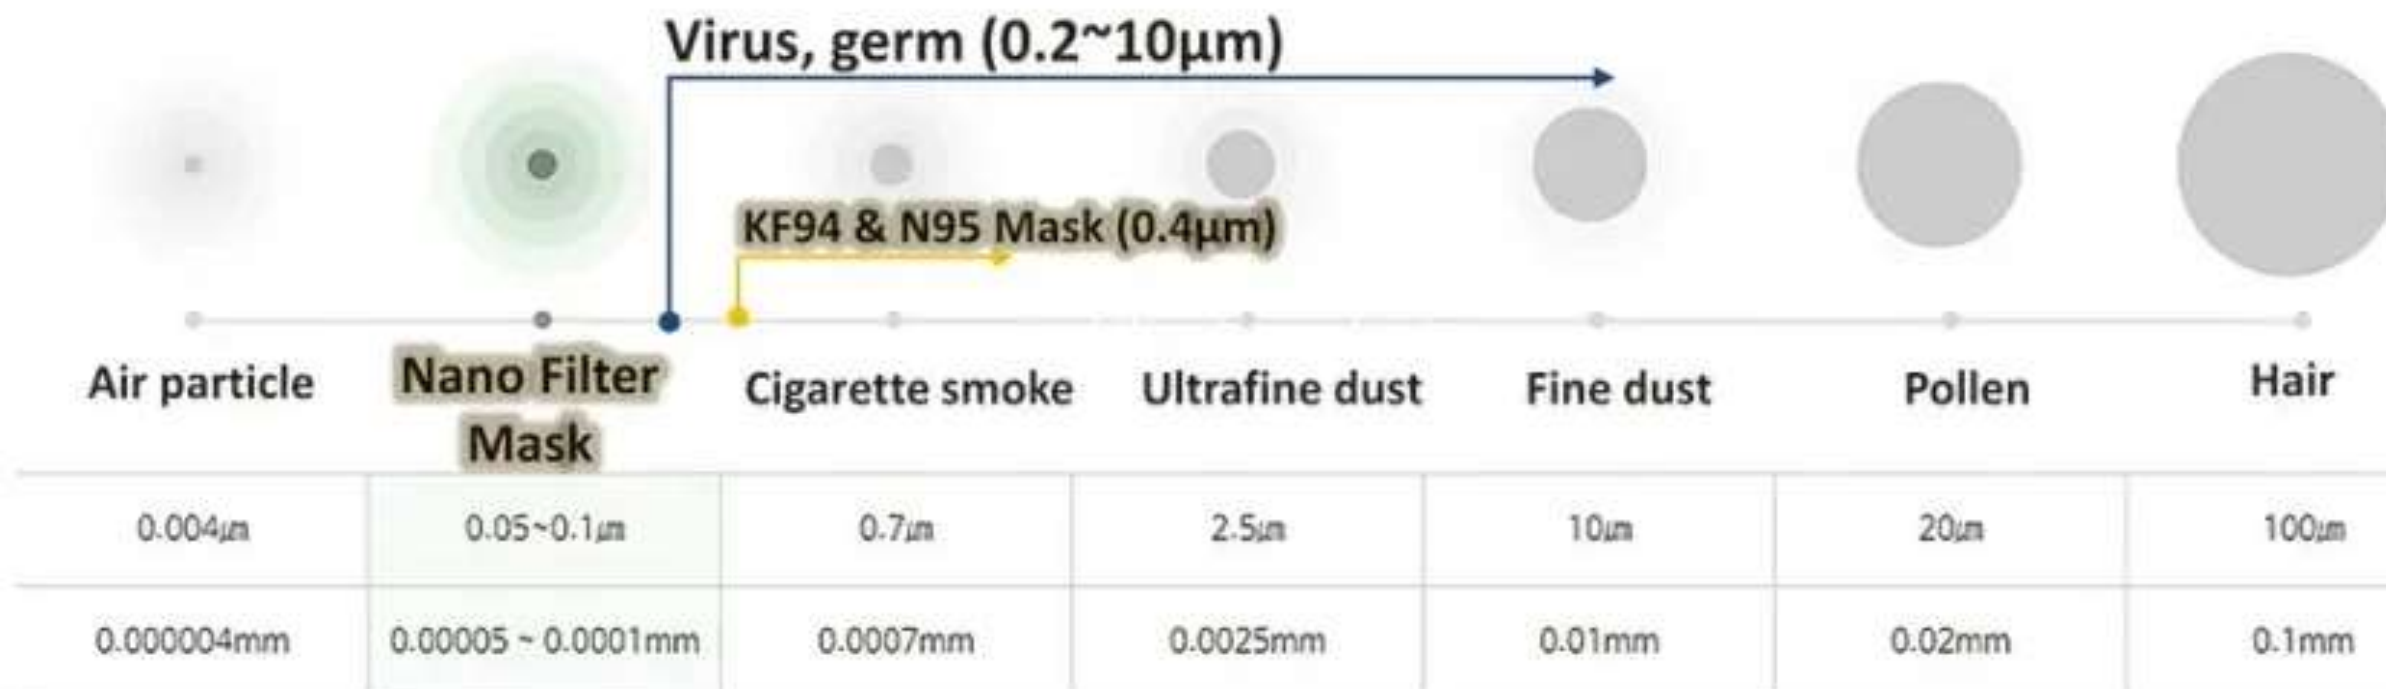 Virus, germ (0.2~10μm)
KF94 & N95 Mask (0.4μm)
Air particle
Nano Filter
Mask
Cigarette smoke
Ultrafine dust
Fine dust
Pollen
Hair
0.004㎛ 0.05~0.1㎛ 0.7㎛ 2.5㎛ 10㎛ 20㎛ 100㎛
0.000004mm 0.00005 ~ 0.0001mm 0.0007mm 0.0025mm 0.01mm 0.02mm 0.1mm